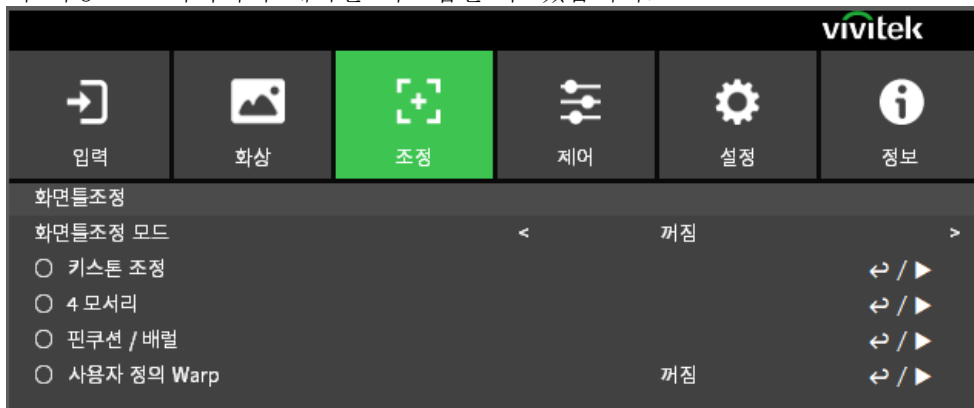 vivitek
입력 화상 조정 제어 설정 정보
화면틀조정
화면틀조정 모드 < 꺼짐 >
키스톤 조정
4 모서리
핀쿠션 / 배럴
사용자 정의 Warp 꺼짐